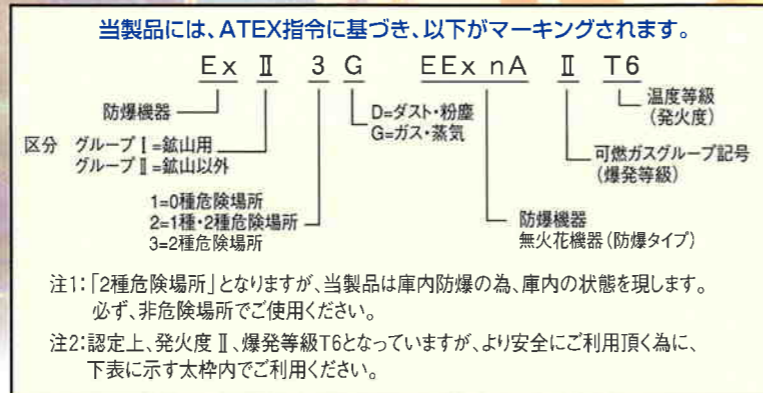 当製品には、ATEX指令に基づき、以下がマーキングされます。
Ex Ⅱ 3 G EEx nA Ⅱ T6
防爆機器
D=ダスト・粉塵
G=ガス・蒸気
温度等級
(発火度)
区分 グループⅠ=鉱山用
グループⅡ=鉱山以外
可燃ガスグループ記号
(爆発等級)
1=0種危険場所
2=1種・2種危険場所
3=2種危険場所
防爆機器
無火花機器(防爆タイプ)
注1:「2種危険場所」となりますが、当製品は庫内防爆の為、庫内の状態を現します。
必ず、非危険場所でご使用ください。
注2:認定上、発火度 Ⅱ、爆発等級T6となっていますが、より安全にご利用頂く為に、
下表に示す太枠内でご利用ください。